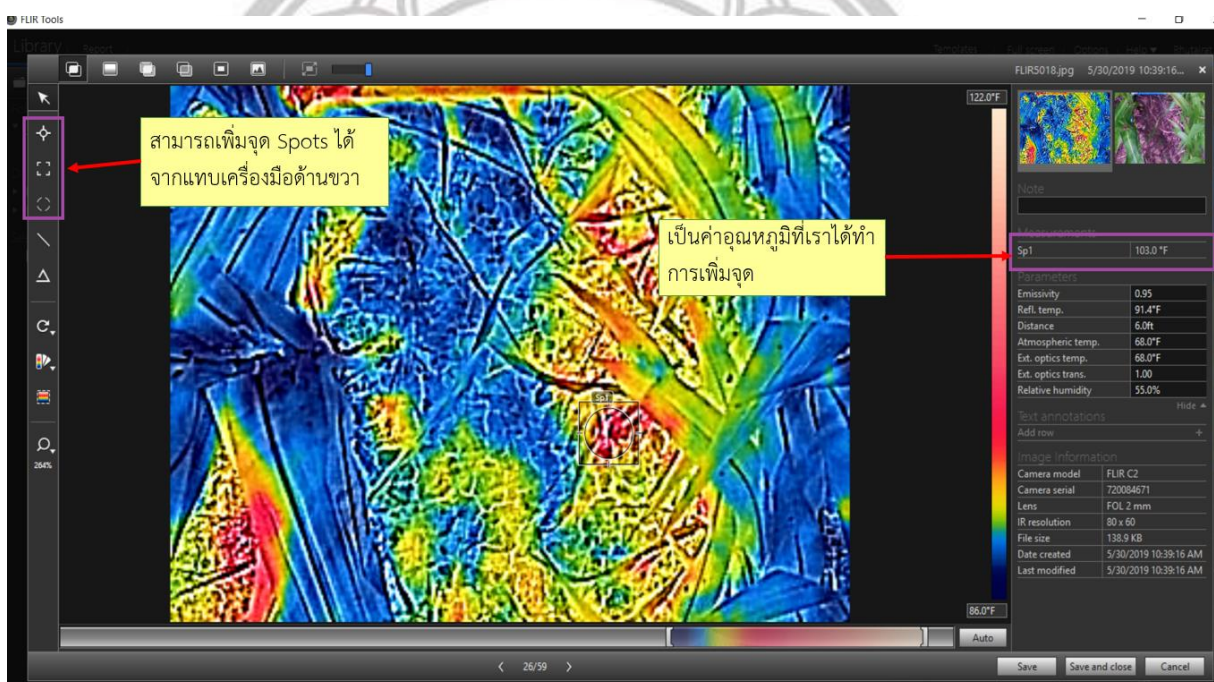 FLIR Tools
Library Report Templates Full screen Options Help
FLIR5018.jpg 5/30/2019 10:39:16... ×
122.0°F
สามารถเพิ่มจุด Spots ได้
จากแทบเครื่องมือด้านขวา
Note
เป็นค่าอุณหภูมิที่เราได้ทำ
การเพิ่มจุด
Measurements
Sp1 103.0 °F
Parameters
Emissivity 0.95
Refl. temp. 91.4°F
Distance 6.0ft
Atmospheric temp. 68.0°F
Ext. optics temp. 68.0°F
Ext. optics trans. 1.00
Relative humidity 55.0%
Hide
Text annotations
Add row +
Sp1
264%
Image Information
Camera model FLIR C2
Camera serial 720084671
Lens FOL 2 mm
IR resolution 80 x 60
File size 138.9 KB
Date created 5/30/2019 10:39:16 AM
Last modified 5/30/2019 10:39:16 AM
86.0°F
Auto
26/59
Save Save and close Cancel